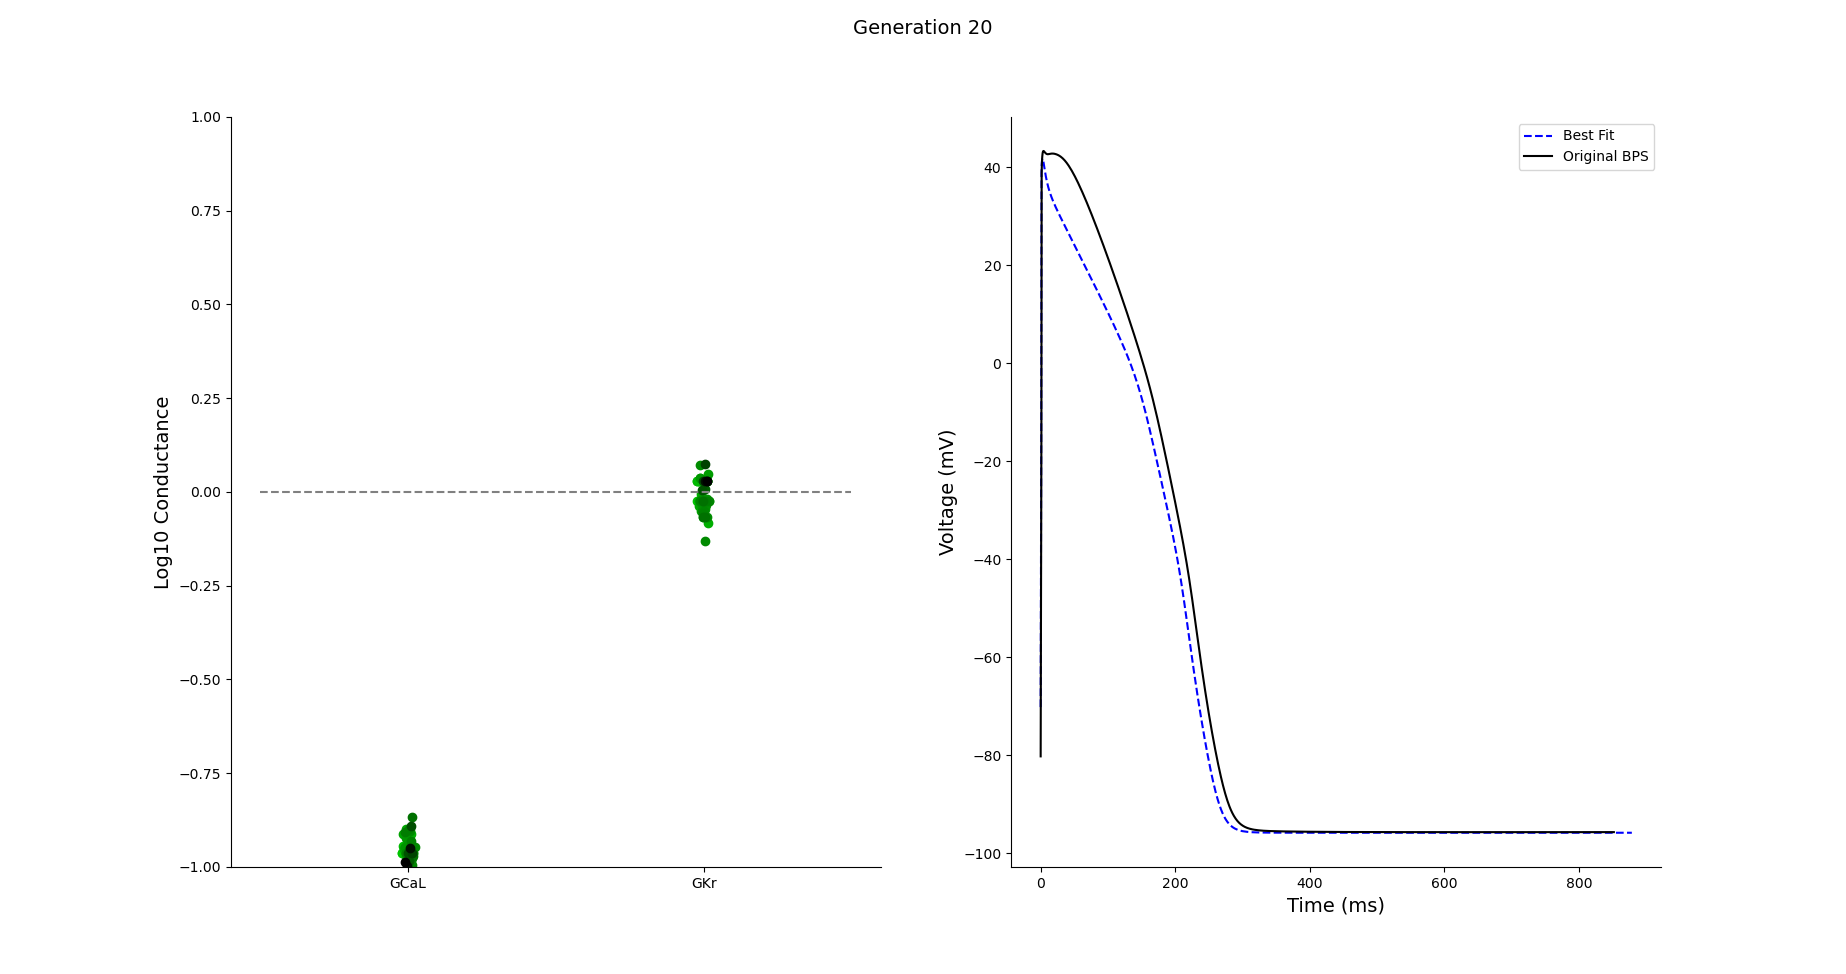 Generation 20
1.00
0.75
0.50
0.25
0.00
−0.25
−0.50
−0.75
−1.00
Log10 Conductance
GCaL
GKr
40
20
0
−20
−40
−60
−80
−100
Voltage (mV)
0
200
400
600
800
Time (ms)
Best Fit
Original BPS